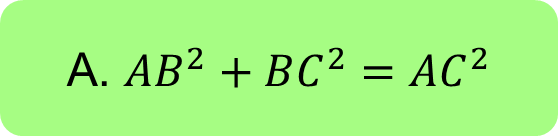 A. AB² + BC² = AC²